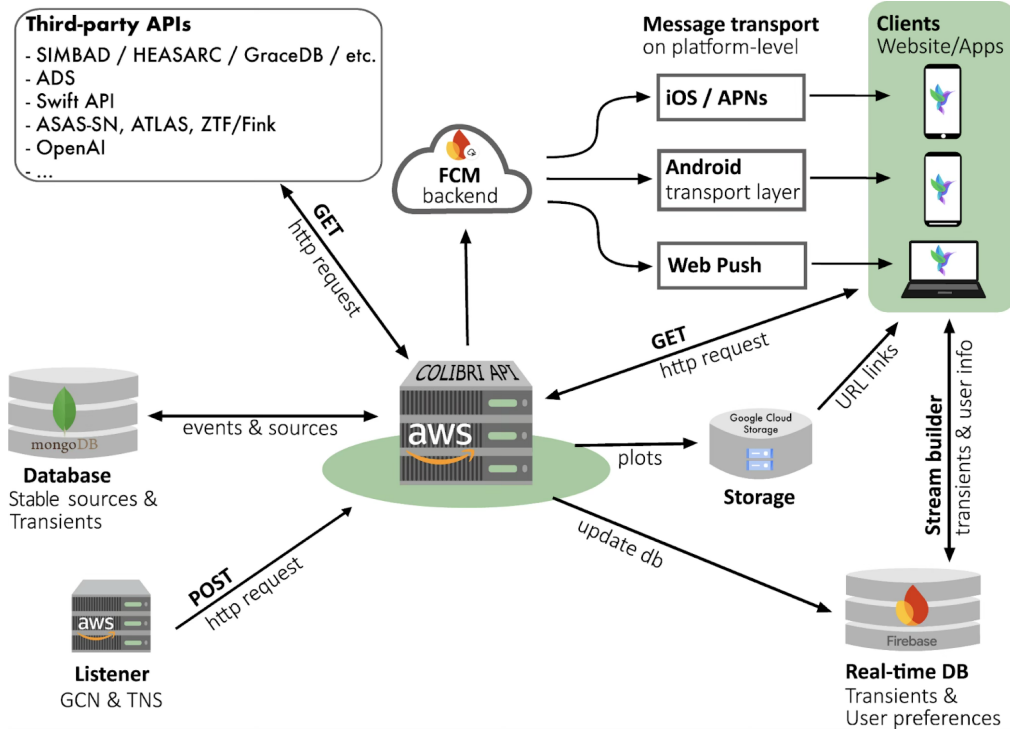 Third-party APIs
- SIMBAD / HEASARC / GraceDB / etc.
- ADS
- Swift API
- ASAS-SN, ATLAS, ZTF/Fink
- OpenAI
- ...
Message transport
on platform-level
Clients
Website/Apps
iOS / APNs
Android
transport layer
Web Push
FCM
backend
GET
http request
GET
http request
COLIBRI API
aws
mongoDB
Database
Stable sources &
Transients
events & sources
plots
Google Cloud
Storage
Storage
URL links
Stream builder
transients & user info
update db
POST
http request
aws
Listener
GCN & TNS
Firebase
Real-time DB
Transients &
User preferences